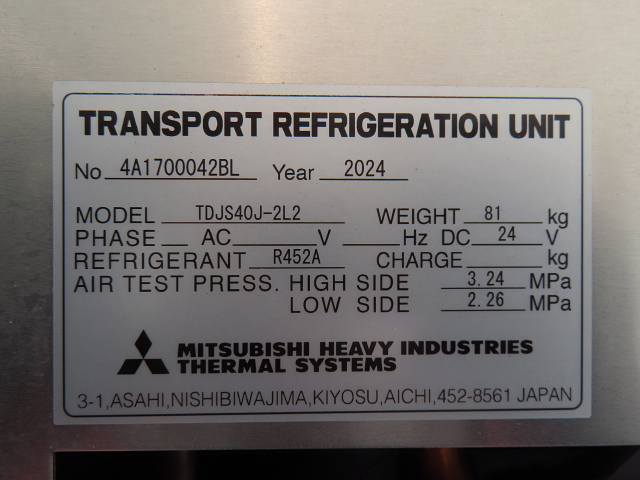 TRANSPORT REFRIGERATION UNIT
No 4A1700042BL Year 2024
MODEL TDJS40J-2L2 WEIGHT 81 kg
PHASE AC V Hz DC 24 V
REFRIGERANT R452A CHARGE kg
AIR TEST PRESS. HIGH SIDE 3.24 MPa
LOW SIDE 2.26 MPa
MITSUBISHI HEAVY INDUSTRIES
THERMAL SYSTEMS
3-1,ASAHI,NISHIBIWAJIMA,KIYOSU,AICHI,452-8561 JAPAN